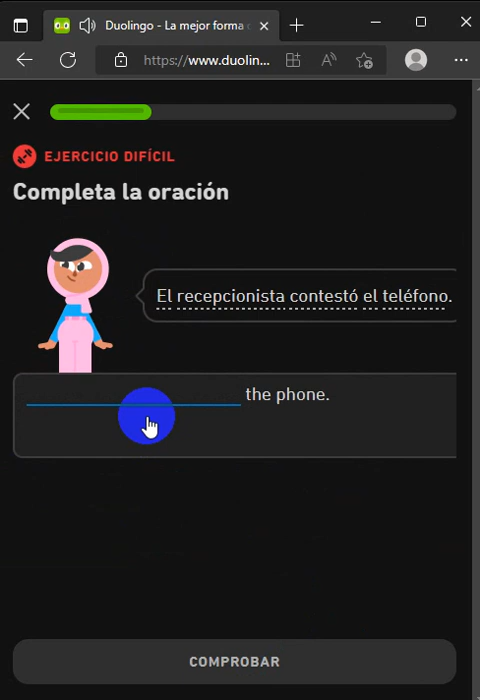 Duolingo - La mejor forma
https://www.duolin...
EJERCICIO DIFÍCIL
Completa la oración
El recepcionista contestó el teléfono.
the phone.
COMPROBAR